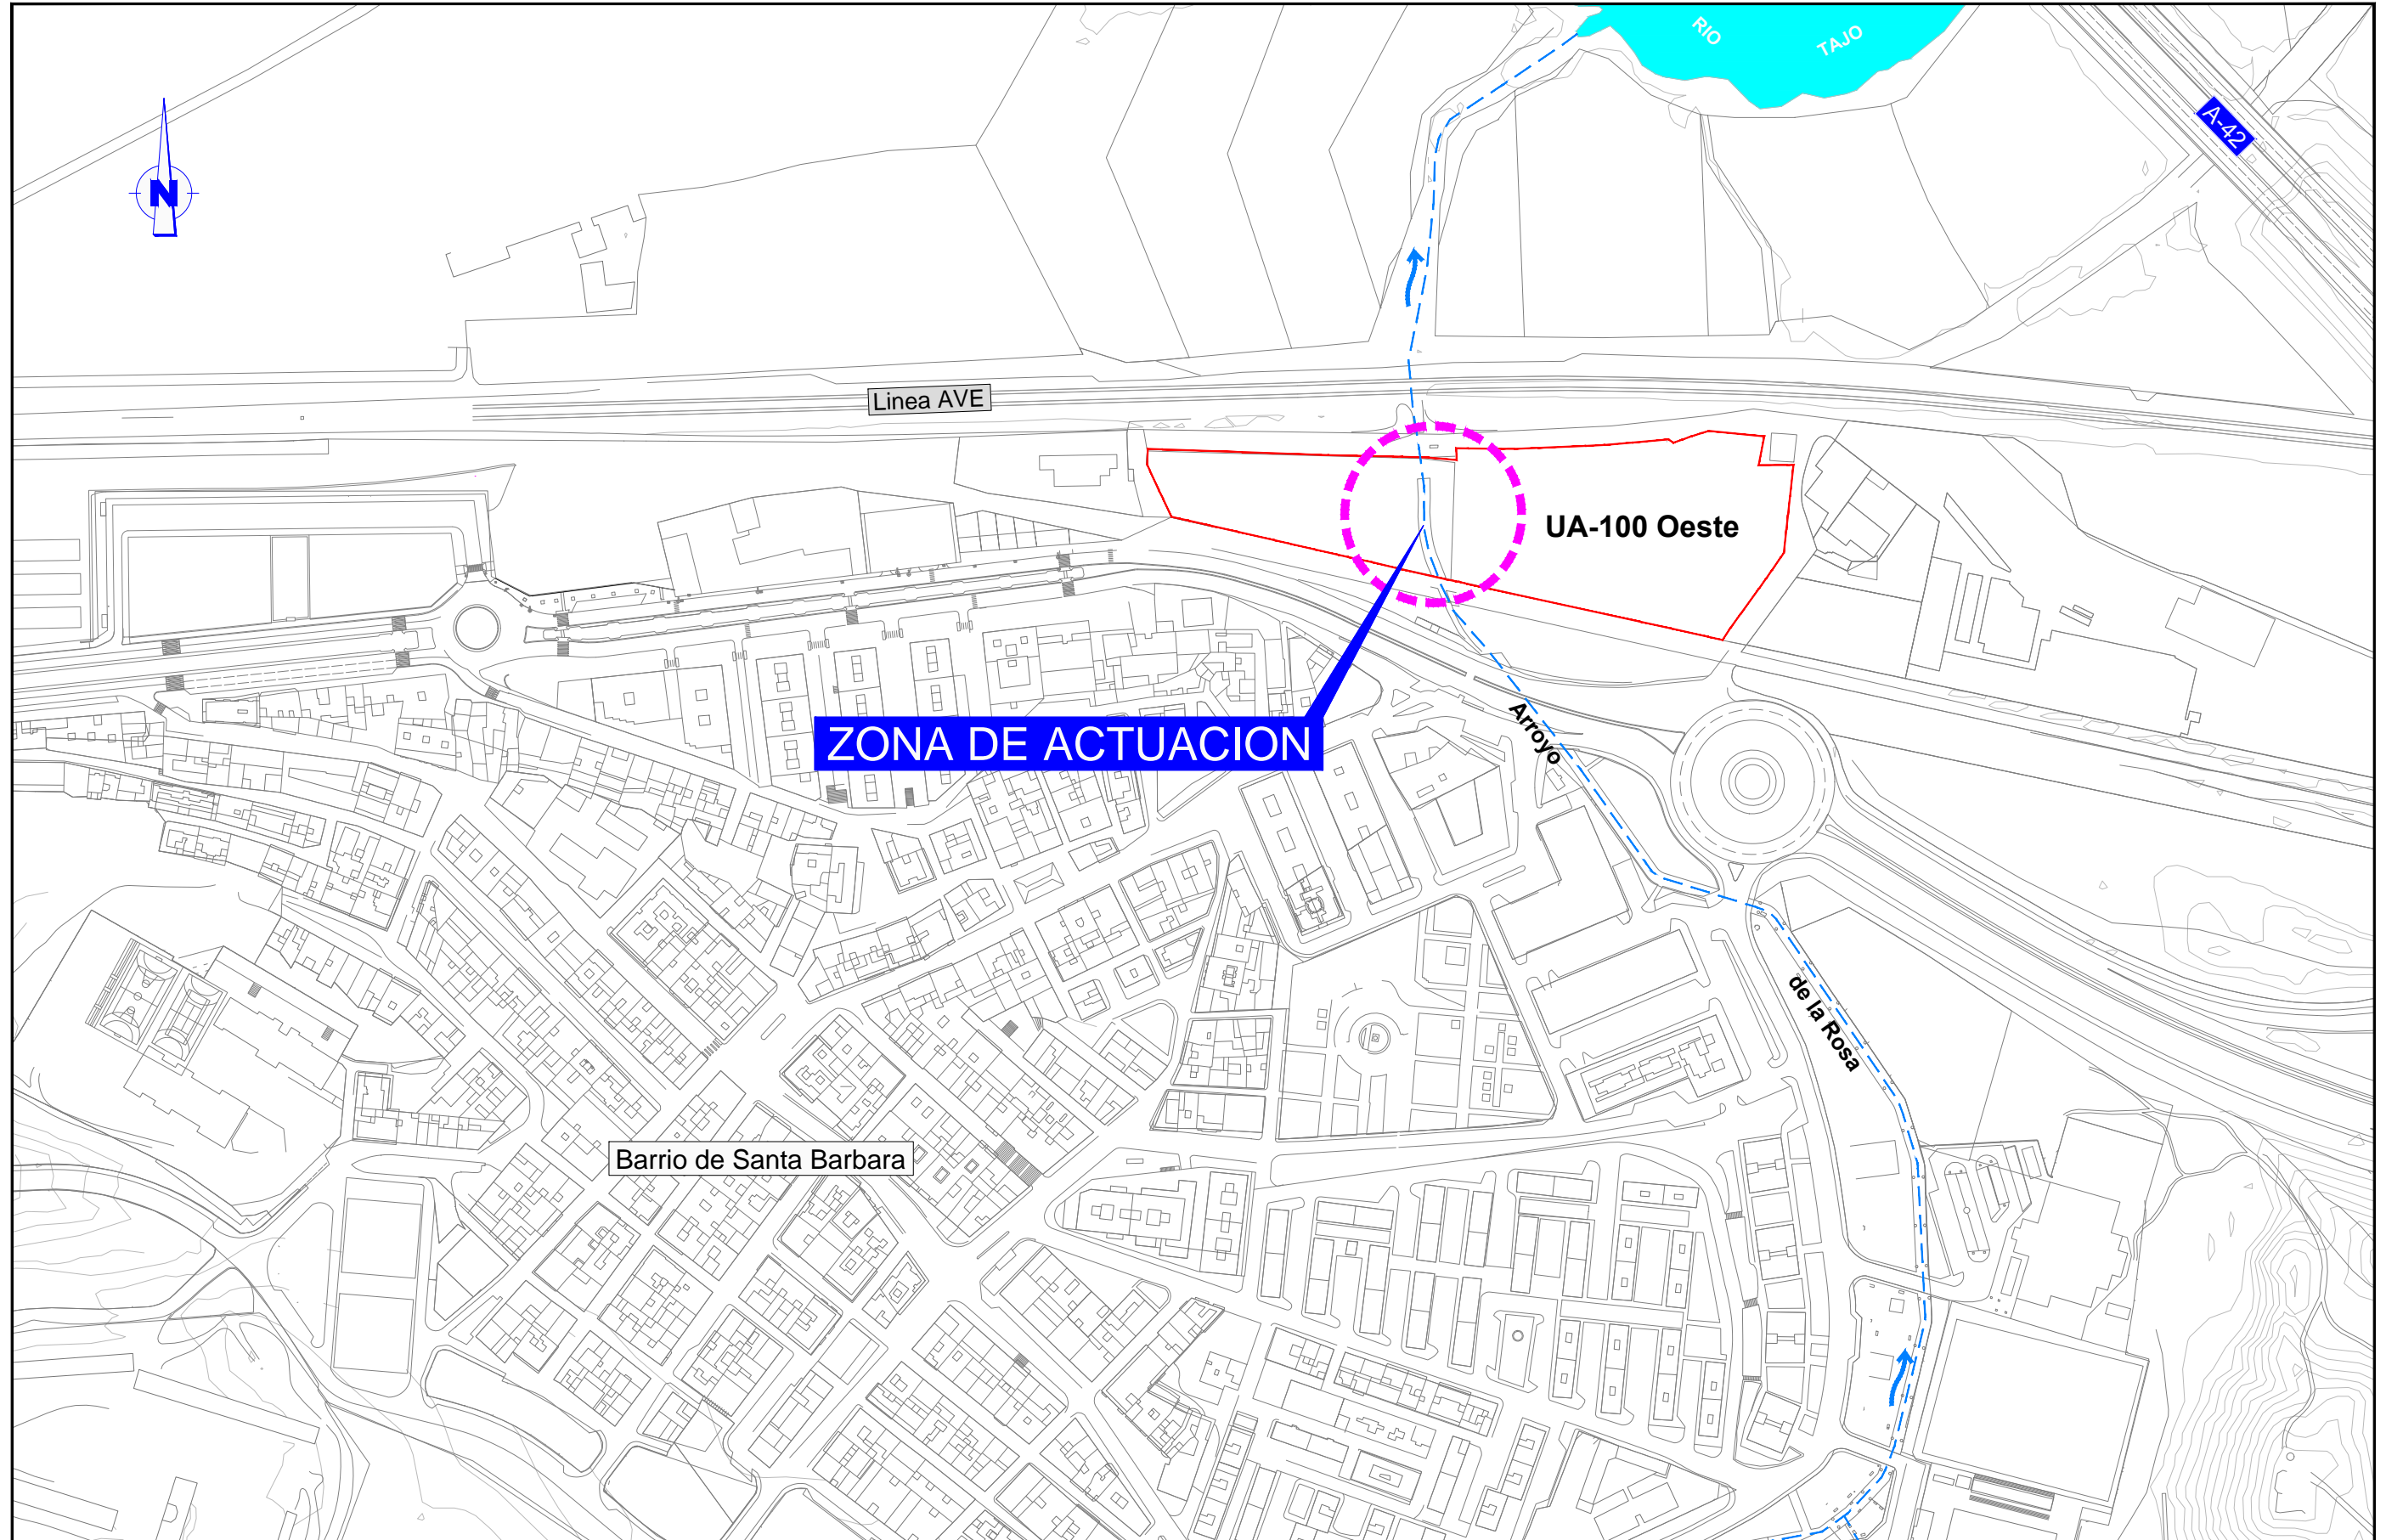 RIO TAJO
A-42
N
Linea AVE
UA-100 Oeste
ZONA DE ACTUACION
Arroyo
de la Rosa
Barrio de Santa Barbara